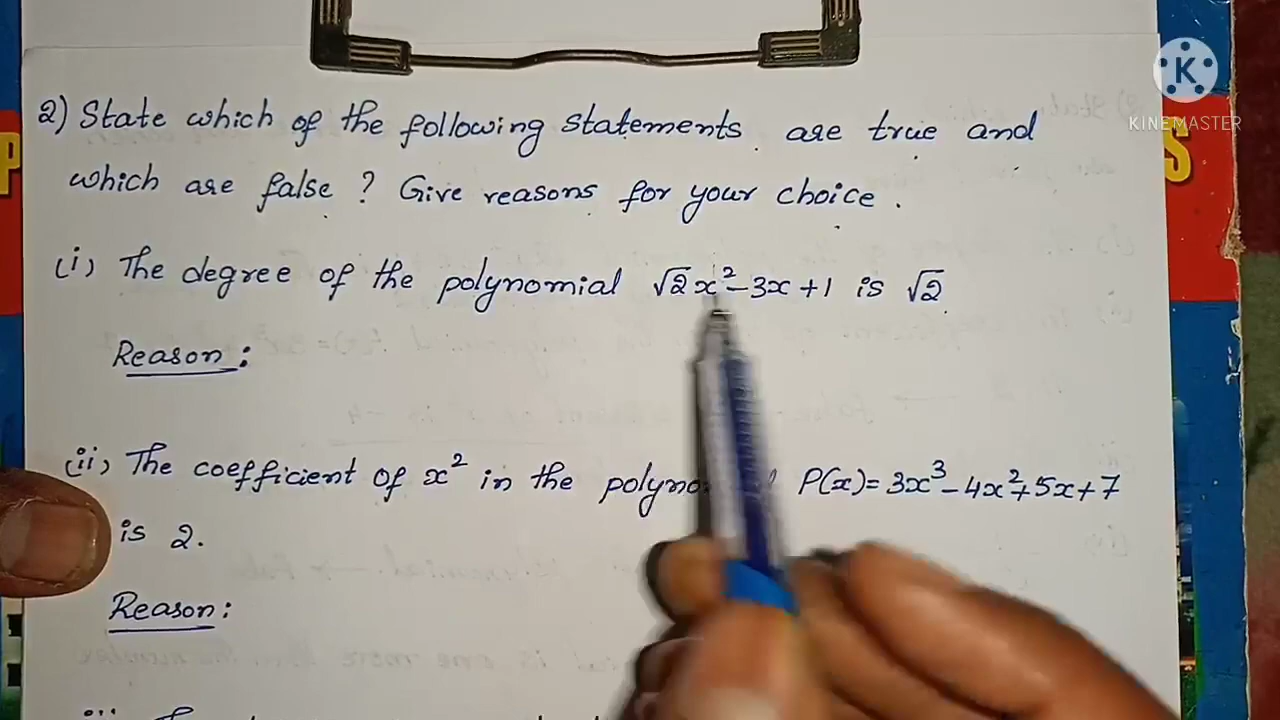 2) State which of the following statements are true and
which are false ? Give reasons for your choice .
(i) The degree of the polynomial √2x²-3x+1 is √2
Reason :
(ii) The coefficient of x² in the P(x)=3x³-4x²+5x+7
is 2.
Reason :
K
KINEMASTER
P
S